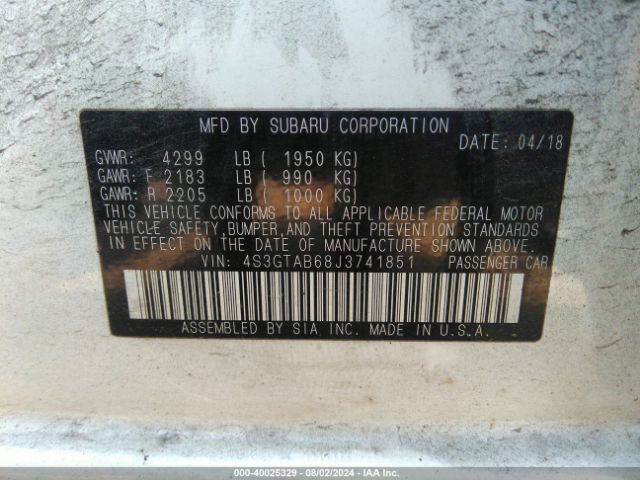 MFD BY SUBARU CORPORATION
DATE: 04/18
GVWR: 4299 LB ( 1950 KG)
GAWR: F 2183 LB ( 990 KG)
GAWR: R 2205 LB ( 1000 KG)
THIS VEHICLE CONFORMS TO ALL APPLICABLE FEDERAL MOTOR
VEHICLE SAFETY, BUMPER, AND THEFT PREVENTION STANDARDS
IN EFFECT ON THE DATE OF MANUFACTURE SHOWN ABOVE.
VIN: 4S3GTAB68J3741851 PASSENGER CAR
ASSEMBLED BY SIA, INC. MADE IN U.S.A.
000-40025329 - 08/02/2024 - IAA Inc.